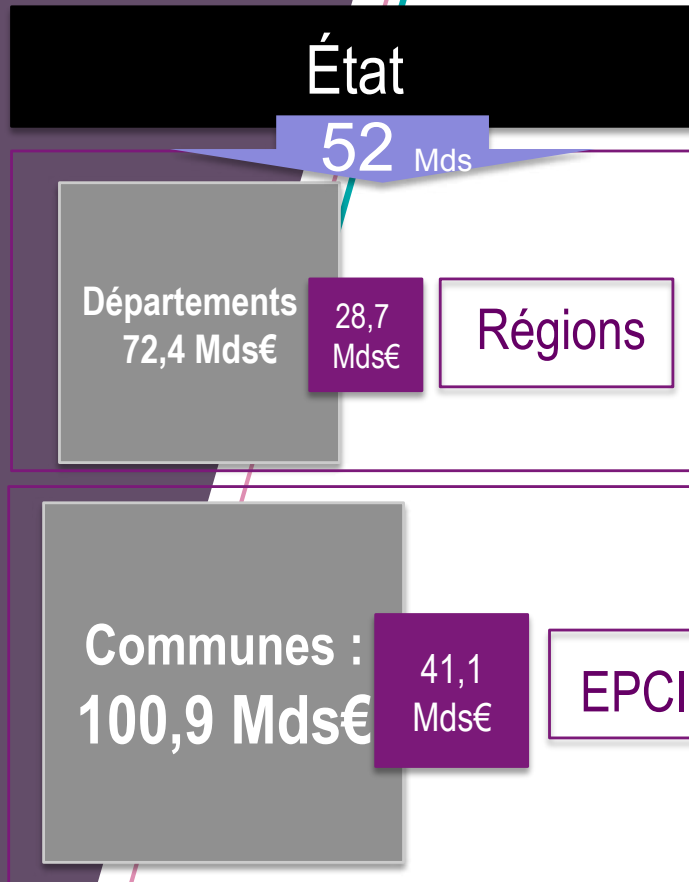 État
52 Mds
Départements
72,4 Mds€
28,7
Mds€
Régions
Communes :
100,9 Mds€
41,1
Mds€
EPCI